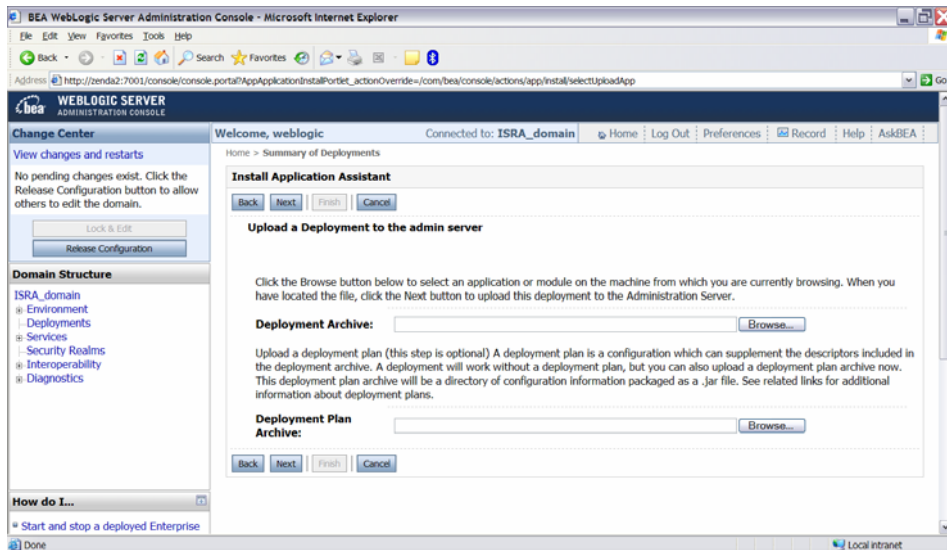 BEA WebLogic Server Administration Console - Microsoft Internet Explorer
File Edit View Favorites Tools Help
Back Search Favorites
Address http://zenda2:7001/console/console.portal?AppApplicationInstallPortlet_actionOverride=/com/bea/console/actions/app/install/selectUploadApp Go
bea WEBLOGIC SERVER
ADMINISTRATION CONSOLE
Change Center
View changes and restarts
No pending changes exist. Click the
Release Configuration button to allow
others to edit the domain.
Lock & Edit
Release Configuration
Domain Structure
ISRA_domain
Environment
Deployments
Services
Security Realms
Interoperability
Diagnostics
How do I...
Start and stop a deployed Enterprise
Welcome, weblogic Connected to: ISRA_domain Home Log Out Preferences Record Help AskBEA
Home > Summary of Deployments
Install Application Assistant
Back Next Finish Cancel
Upload a Deployment to the admin server
Click the Browse button below to select an application or module on the machine from which you are currently browsing. When you
have located the file, click the Next button to upload this deployment to the Administration Server.
Deployment Archive: Browse...
Upload a deployment plan (this step is optional) A deployment plan is a configuration which can supplement the descriptors included in
the deployment archive. A deployment will work without a deployment plan, but you can also upload a deployment plan archive now.
This deployment plan archive will be a directory of configuration information packaged as a .jar file. See related links for additional
information about deployment plans.
Deployment Plan
Archive: Browse...
Back Next Finish Cancel
Done Local intranet